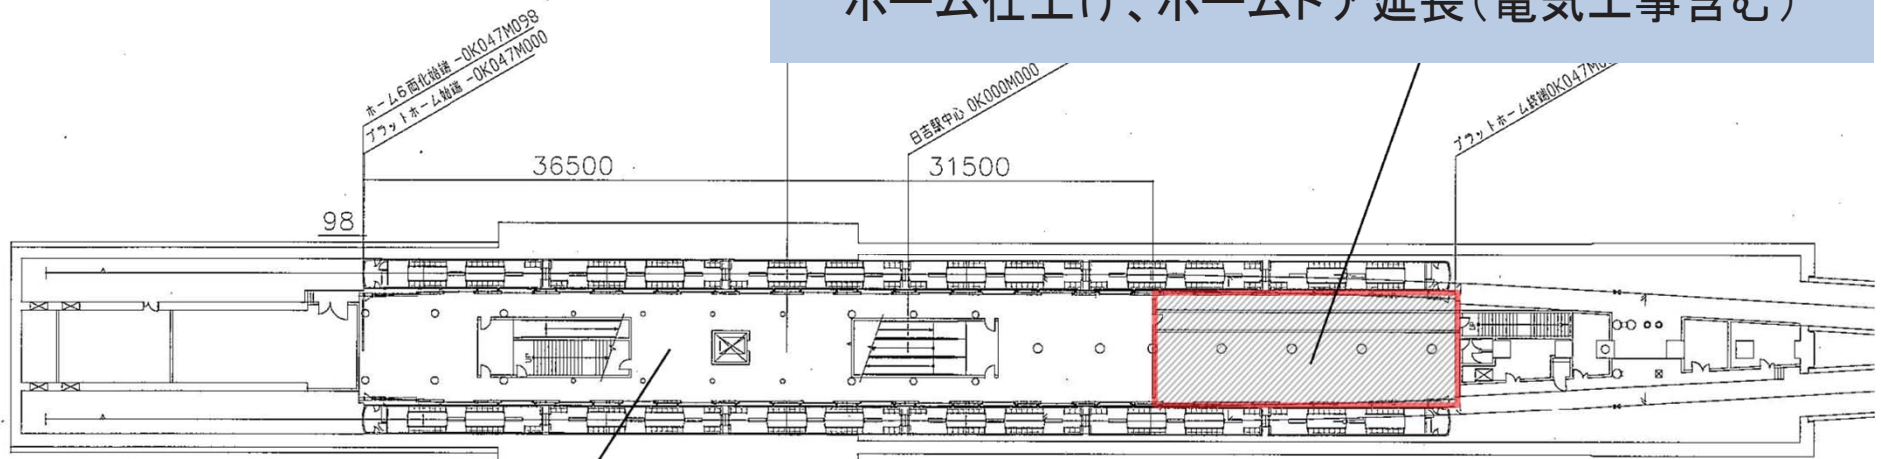 ホーム仕上げ、ホームドア延長（電気工事含む）
ホーム6両化始端 -0K047M098
プラットホーム始端 -0K047M000
日吉駅中心 0K000M000
プラットホーム終端0K047M0
36500
31500
98